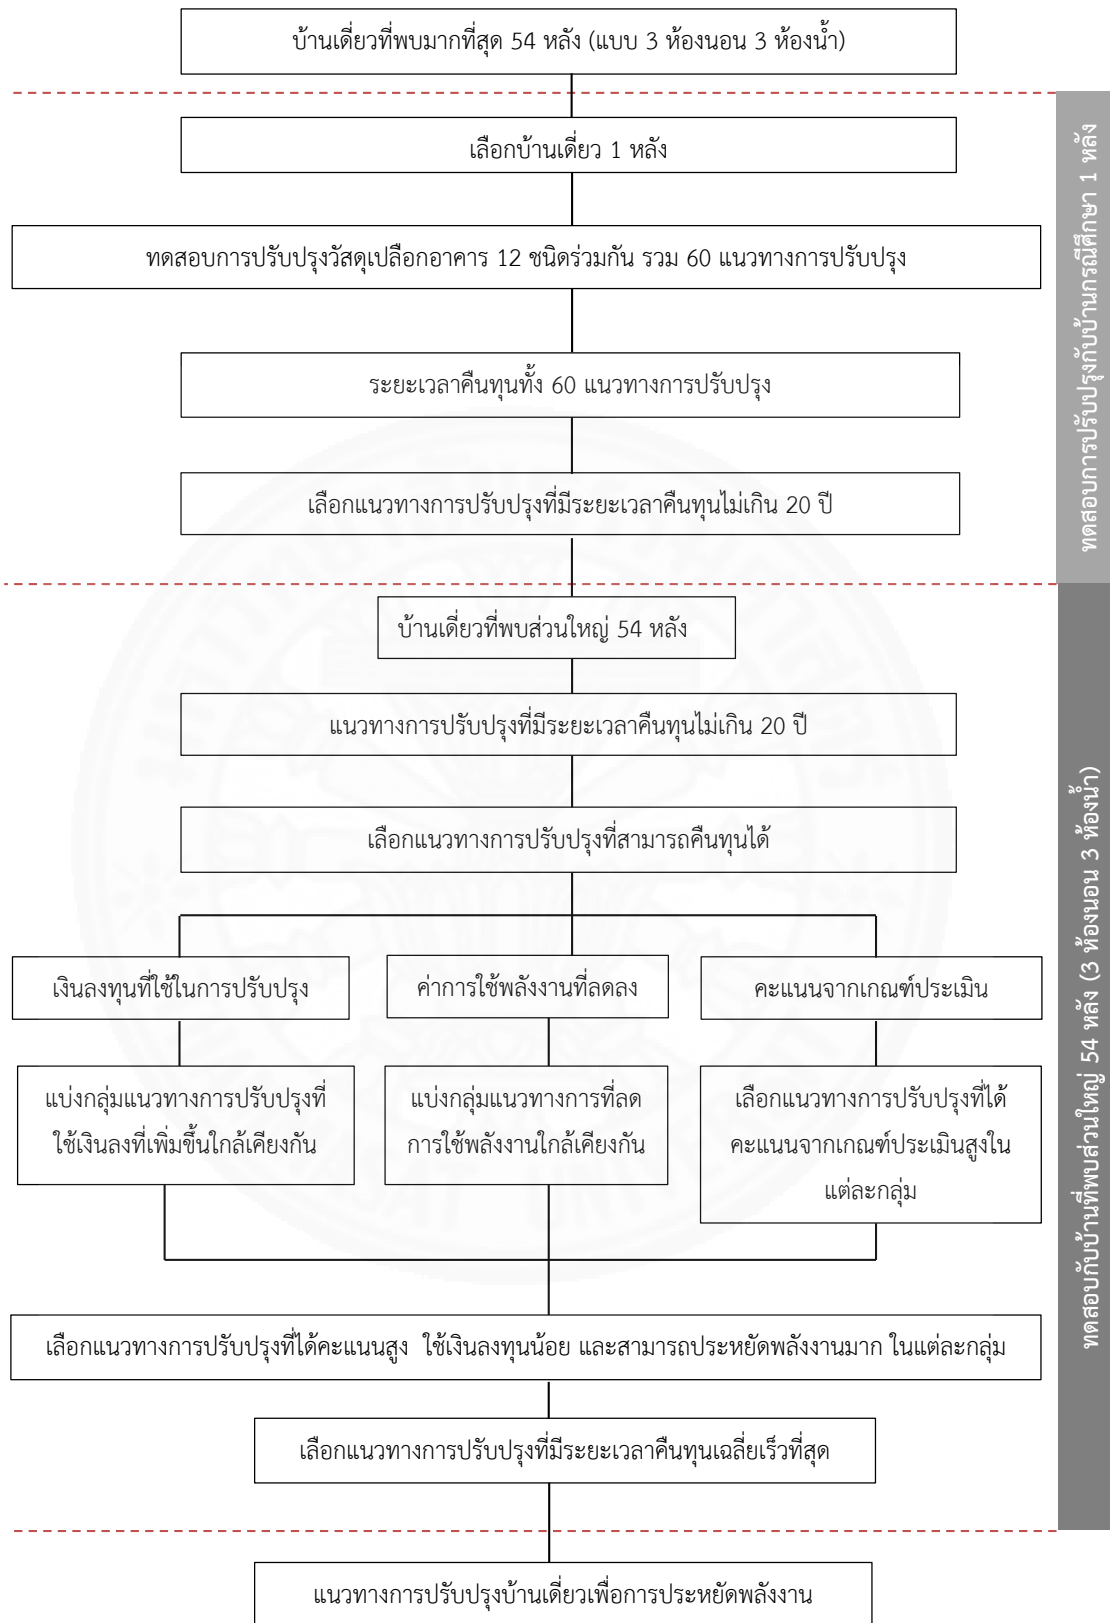 บ้านเดี่ยวที่พบมากที่สุด 54 หลัง (แบบ 3 ห้องนอน 3 ห้องน้ำ)
เลือกบ้านเดี่ยว 1 หลัง
ทดสอบการปรับปรุงวัสดุเปลือกอาคาร 12 ชนิดร่วมกัน รวม 60 แนวทางการปรับปรุง
ระยะเวลาคืนทุนทั้ง 60 แนวทางการปรับปรุง
เลือกแนวทางการปรับปรุงที่มีระยะเวลาคืนทุนไม่เกิน 20 ปี
ทดสอบการปรับปรุงกับบ้านกรณีศึกษา 1 หลัง
บ้านเดี่ยวที่พบส่วนใหญ่ 54 หลัง
แนวทางการปรับปรุงที่มีระยะเวลาคืนทุนไม่เกิน 20 ปี
เลือกแนวทางการปรับปรุงที่สามารถคืนทุนได้
เงินลงทุนที่ใช้ในการปรับปรุง
ค่าการใช้พลังงานที่ลดลง
คะแนนจากเกณฑ์ประเมิน
แบ่งกลุ่มแนวทางการปรับปรุงที่
ใช้เงินลงที่เพิ่มขึ้นใกล้เคียงกัน
แบ่งกลุ่มแนวทางการที่ลด
การใช้พลังงานใกล้เคียงกัน
เลือกแนวทางการปรับปรุงที่ได้
คะแนนจากเกณฑ์ประเมินสูงใน
แต่ละกลุ่ม
เลือกแนวทางการปรับปรุงที่ได้คะแนนสูง ใช้เงินลงทุนน้อย และสามารถประหยัดพลังงานมาก ในแต่ละกลุ่ม
เลือกแนวทางการปรับปรุงที่มีระยะเวลาคืนทุนเฉลี่ยเร็วที่สุด
ทดสอบกับบ้านที่พบส่วนใหญ่ 54 หลัง (3 ห้องนอน 3 ห้องน้ำ)
แนวทางการปรับปรุงบ้านเดี่ยวเพื่อการประหยัดพลังงาน